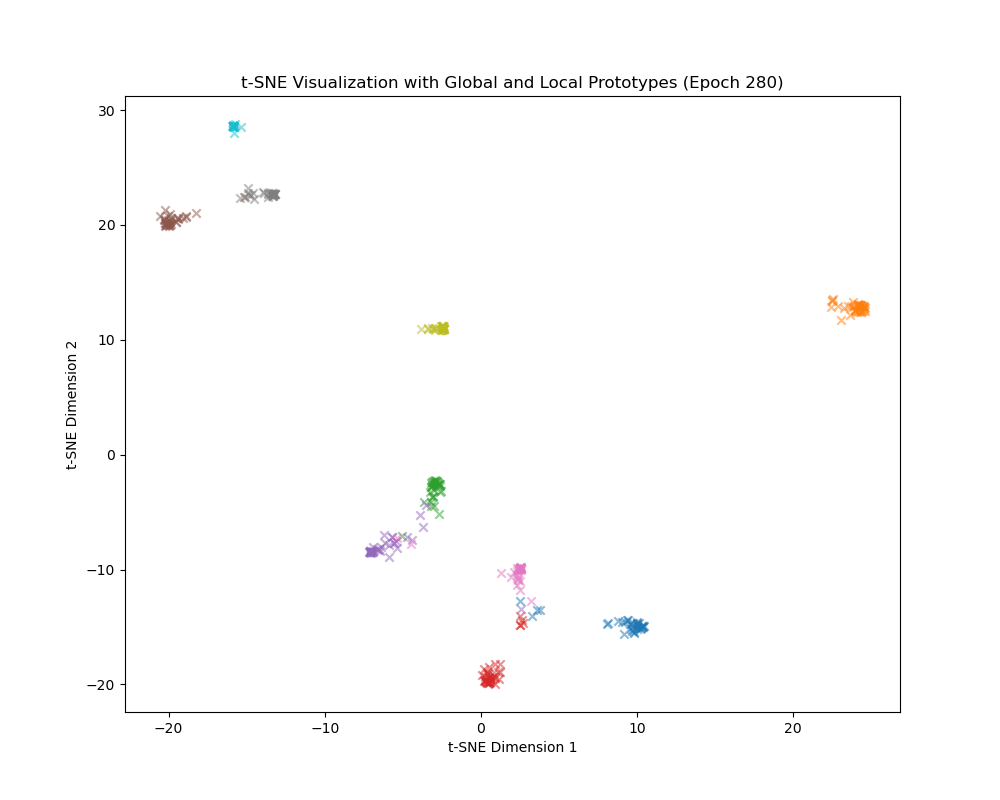 t-SNE Visualization with Global and Local Prototypes (Epoch 280)
30
20
10
0
−10
−20
t-SNE Dimension 2
−20 −10 0 10 20
t-SNE Dimension 1